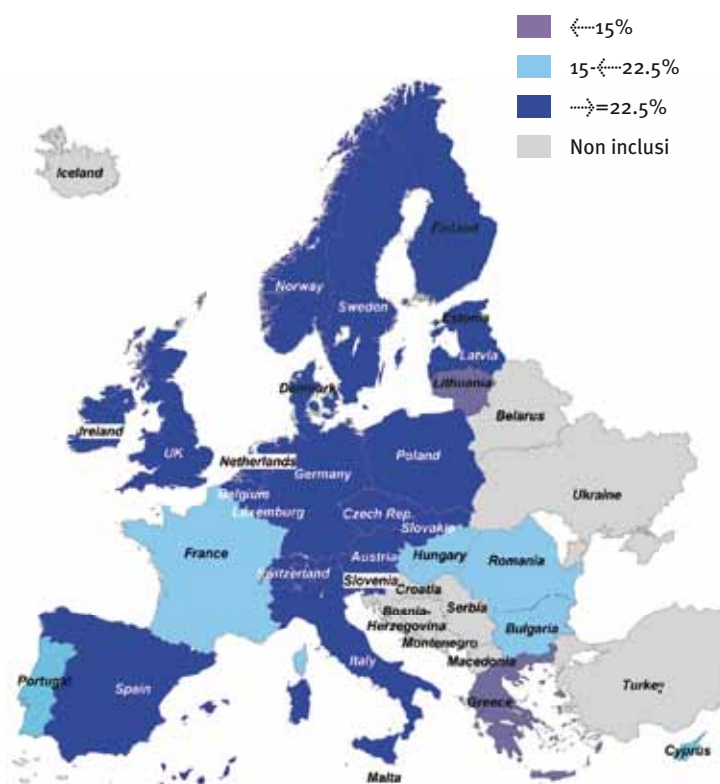 <15%
15-<22.5%
>=22.5%
Non inclusi
Iceland
Finland
Norway
Sweden
Estonia
Latvia
Denmark
Lithuania
Belarus
Ireland
UK
Netherlands
Germany
Poland
Belgium
Luxemburg
Czech Rep.
Ukraine
Slovakia
France
Austria
Hungary
Romania
Switzerland
Slovenia
Croatia
Bosnia-
Herzegovina
Serbia
Bulgaria
Montenegro
Italy
Macedonia
Portugal
Spain
Turkey
Greece
Cyprus
Malta